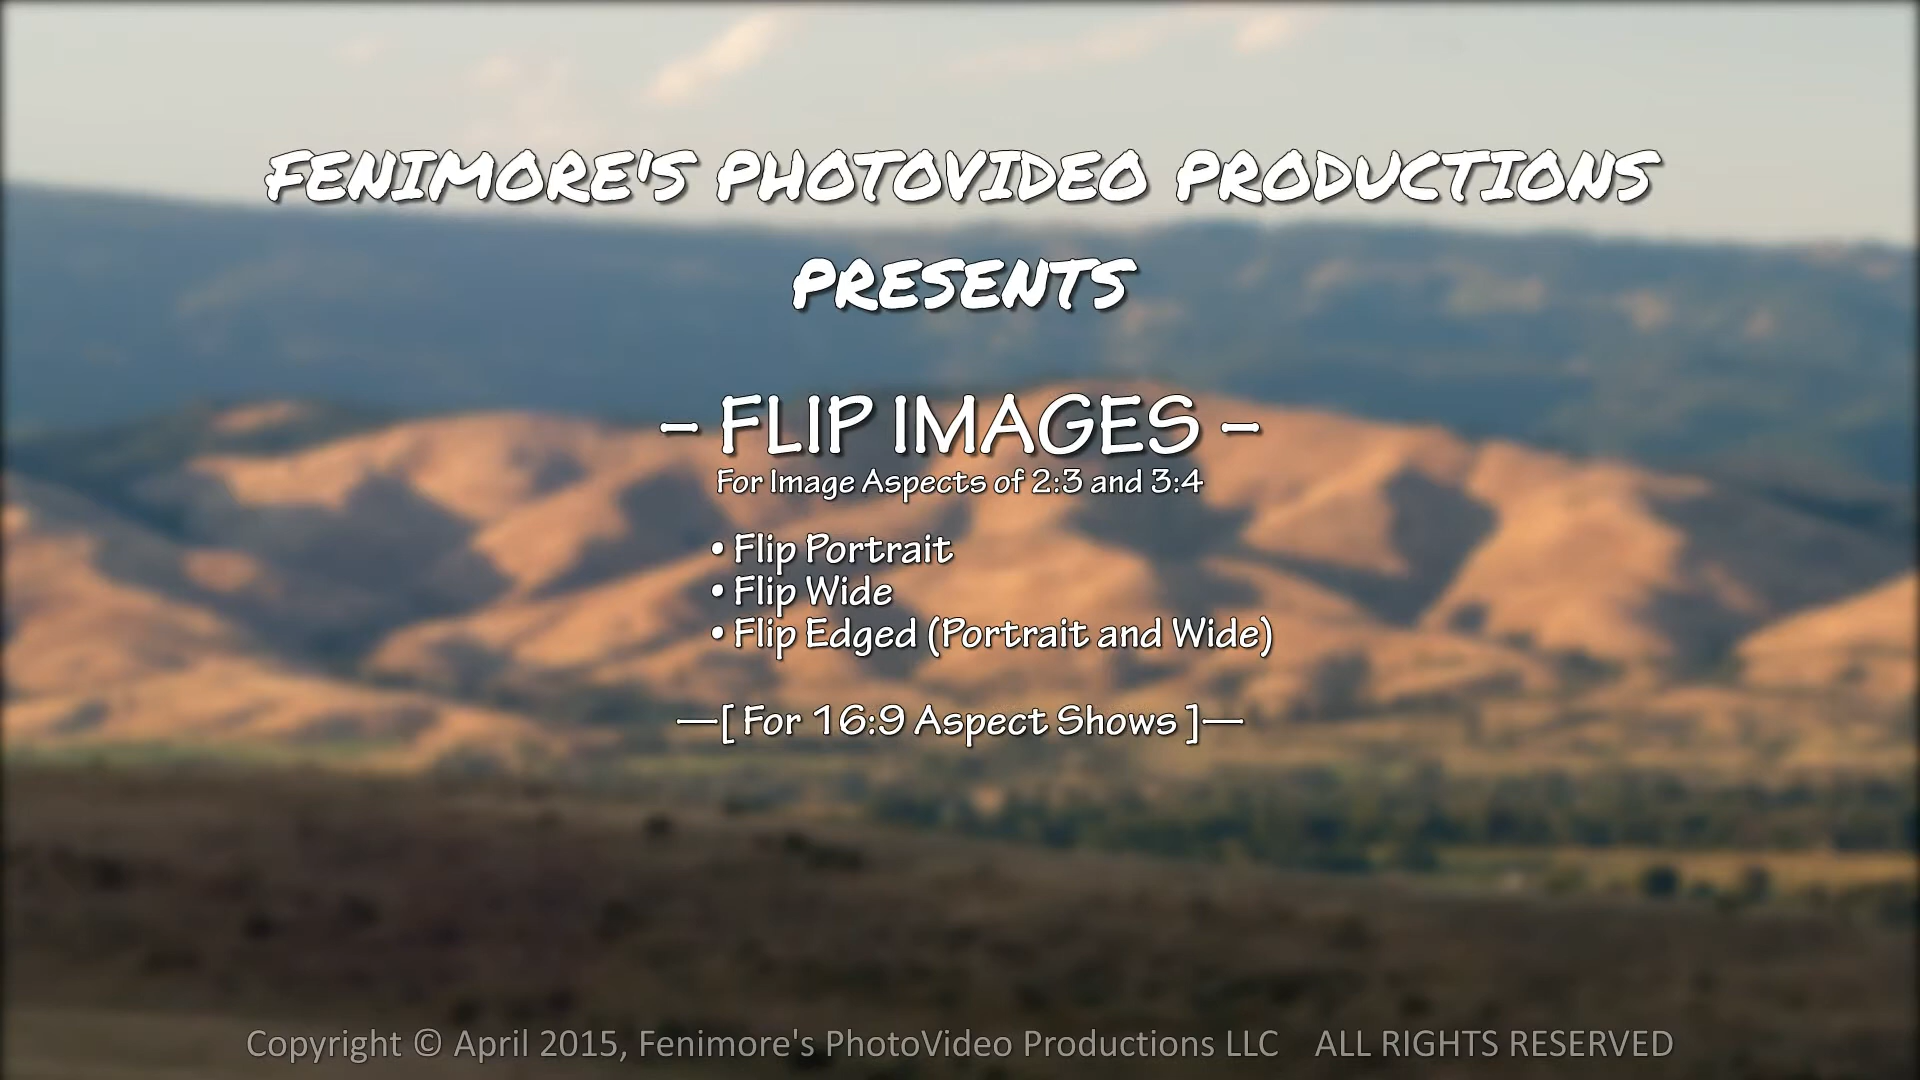 FENIMORE'S PHOTOVIDEO PRODUCTIONS
PRESENTS
– FLIP IMAGES –
For Image Aspects of 2:3 and 3:4
• Flip Portrait
• Flip Wide
• Flip Edged (Portrait and Wide)
—[ For 16:9 Aspect Shows ]—
Copyright © April 2015, Fenimore's PhotoVideo Productions LLC ALL RIGHTS RESERVED